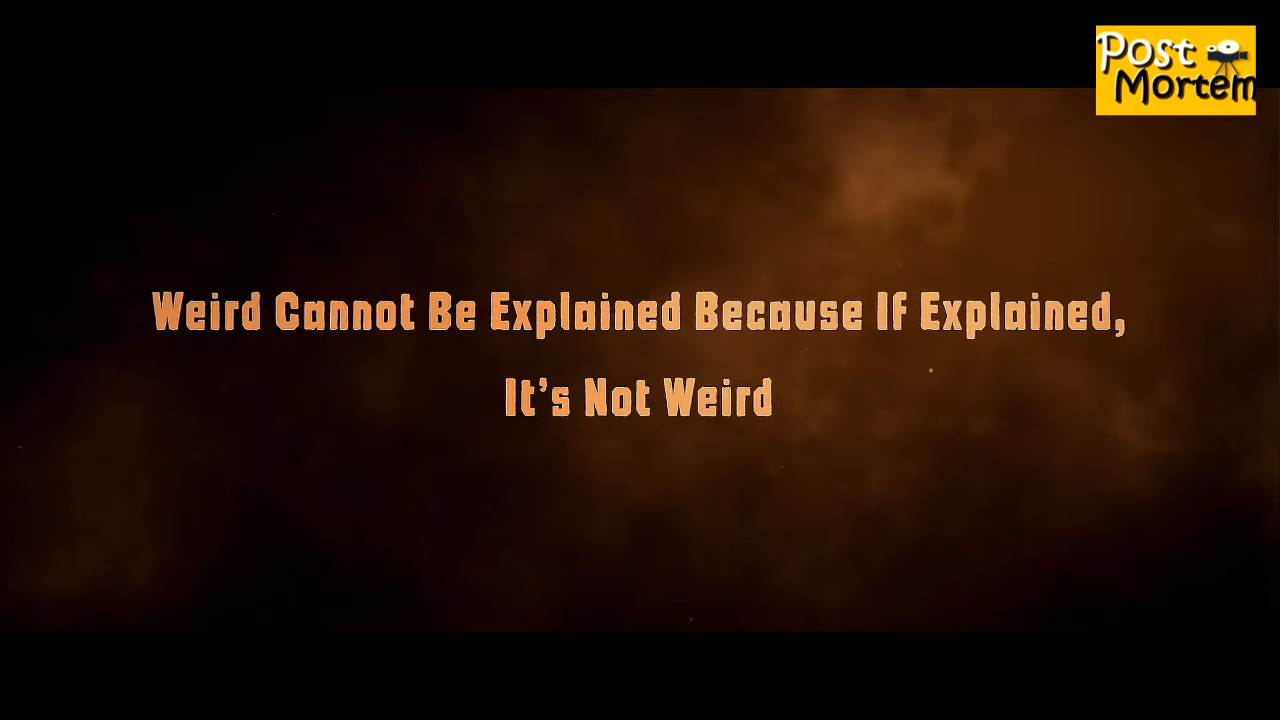 Post
Mortem
Weird Cannot Be Explained Because If Explained,
It's Not Weird